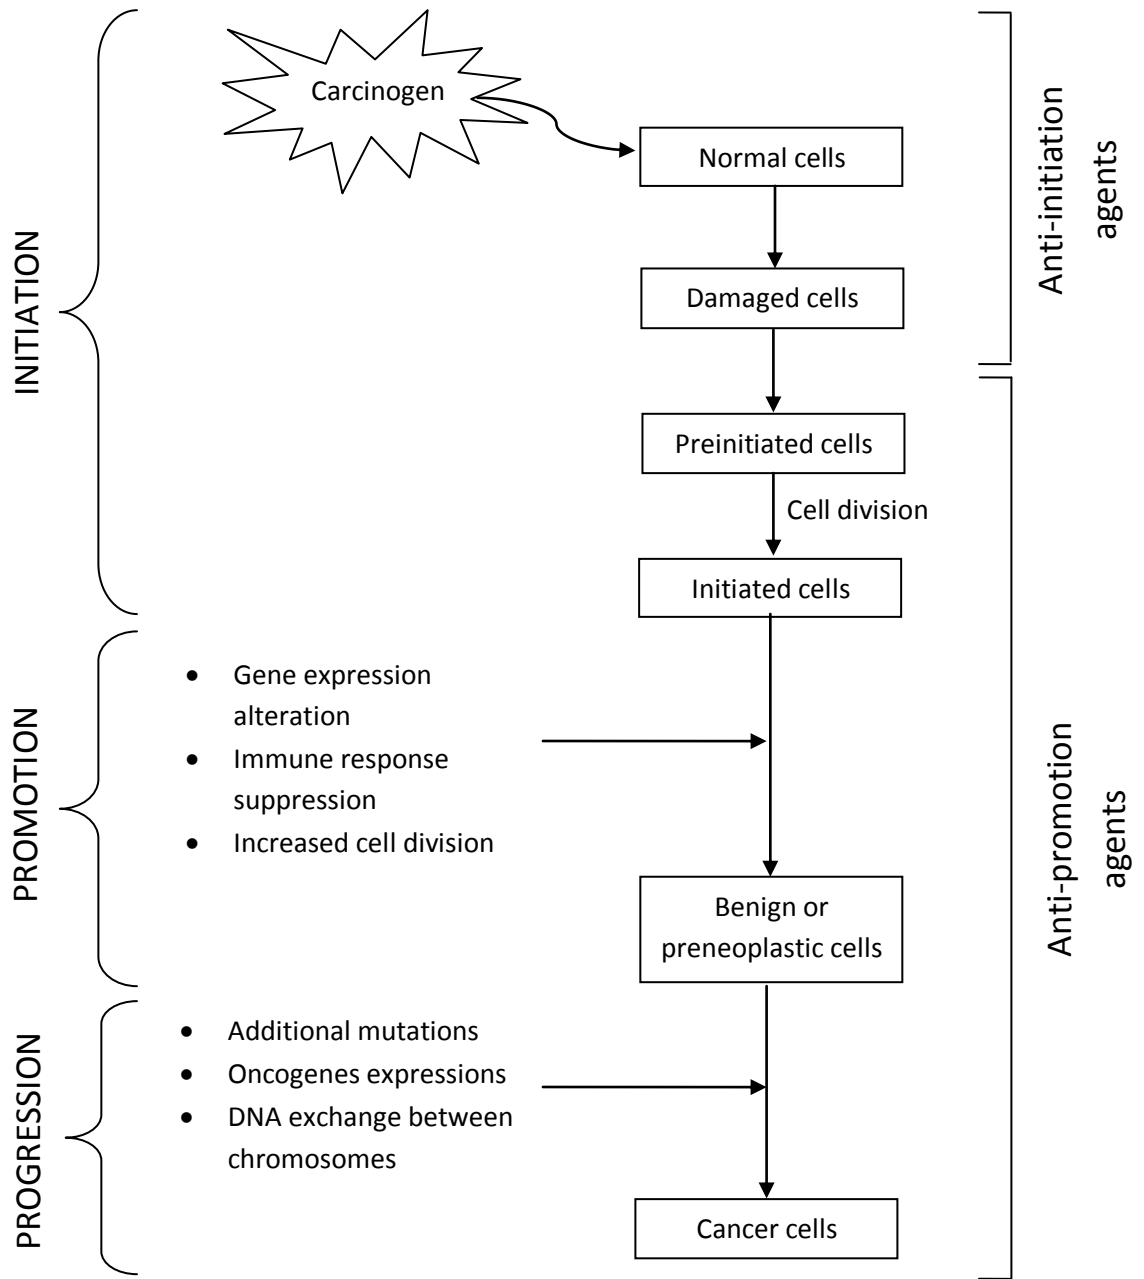 Carcinogen
Normal cells
Damaged cells
Preinitiated cells
Cell division
Initiated cells
INITIATION
Anti-initiation
agents
PROMOTION
• Gene expression
alteration
• Immune response
suppression
• Increased cell division
Benign or
preneoplastic cells
Anti-promotion
agents
PROGRESSION
• Additional mutations
• Oncogenes expressions
• DNA exchange between
chromosomes
Cancer cells